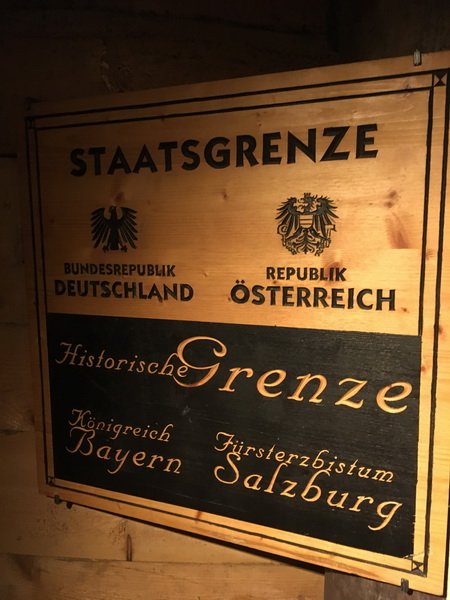 STAATSGRENZE
BUNDESREPUBLIK
DEUTSCHLAND
REPUBLIK
ÖSTERREICH
Historische Grenze
Königreich
Bayern
Fürsterzbistum
Salzburg